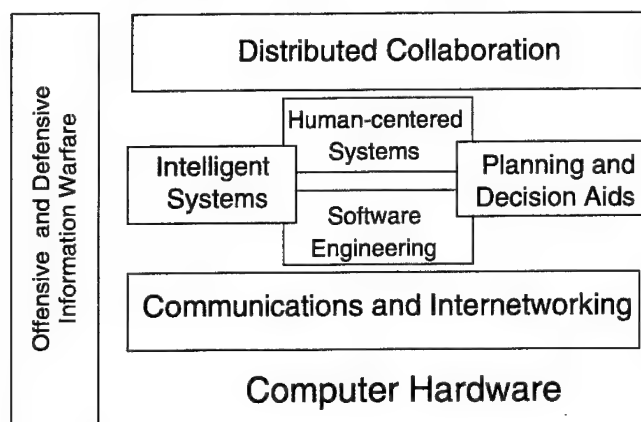 Offensive and Defensive
Information Warfare
Distributed Collaboration
Human-centered
Systems
Intelligent
Systems
Planning and
Decision Aids
Software
Engineering
Communications and Internetworking
Computer Hardware